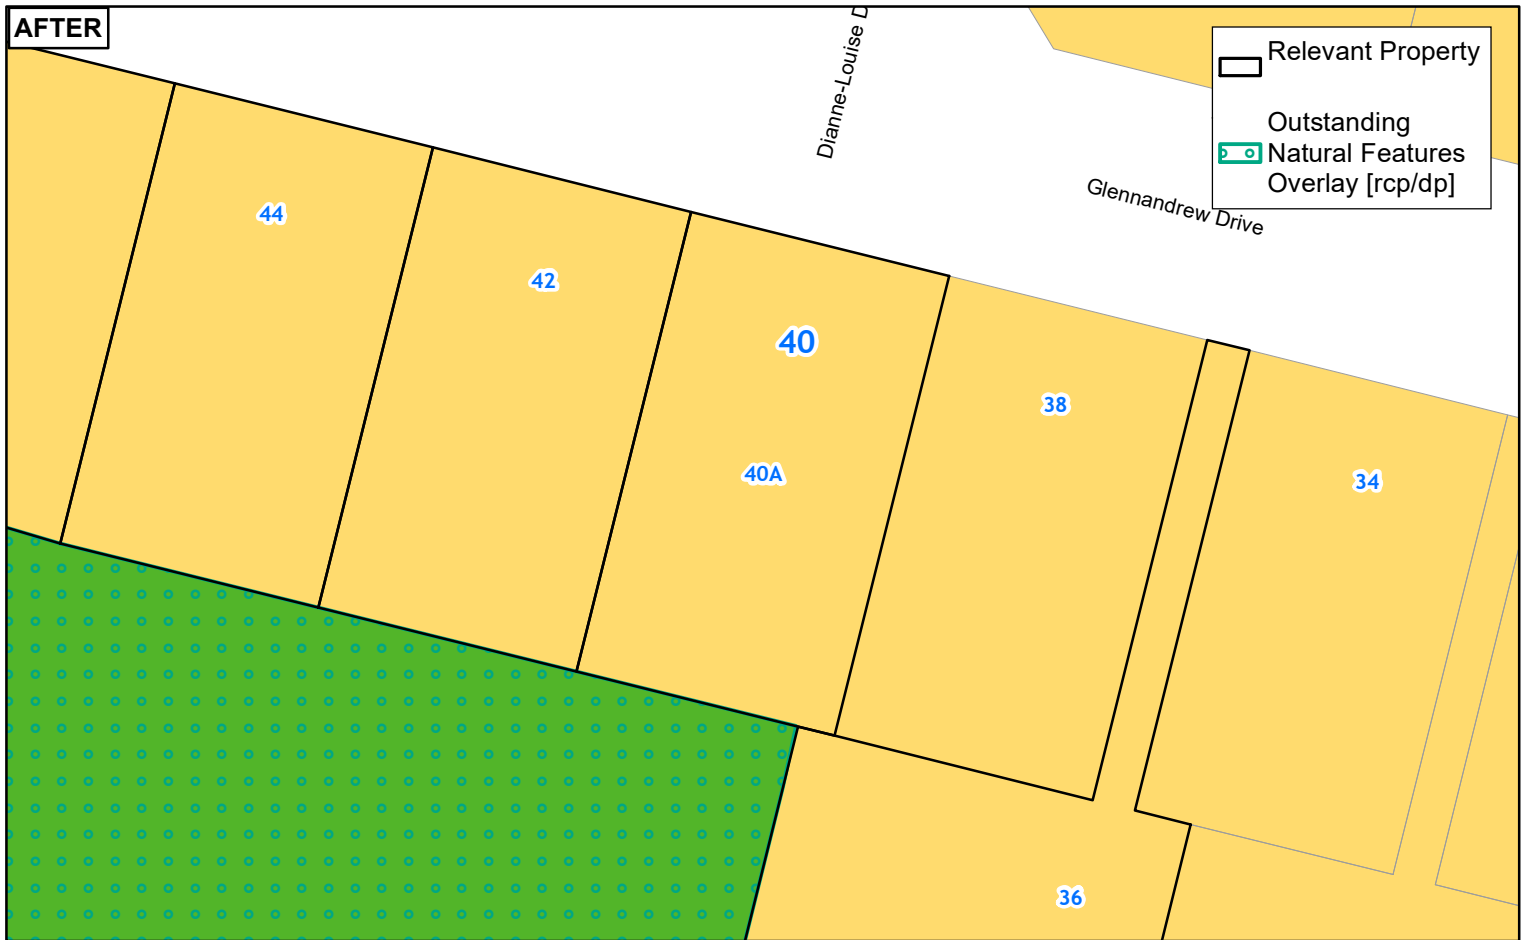 AFTER
Dianne-Louise D
Relevant Property
Outstanding
Natural Features
Overlay [rcp/dp]
Glennandrew Drive
44
42
40
38
40A
34
36